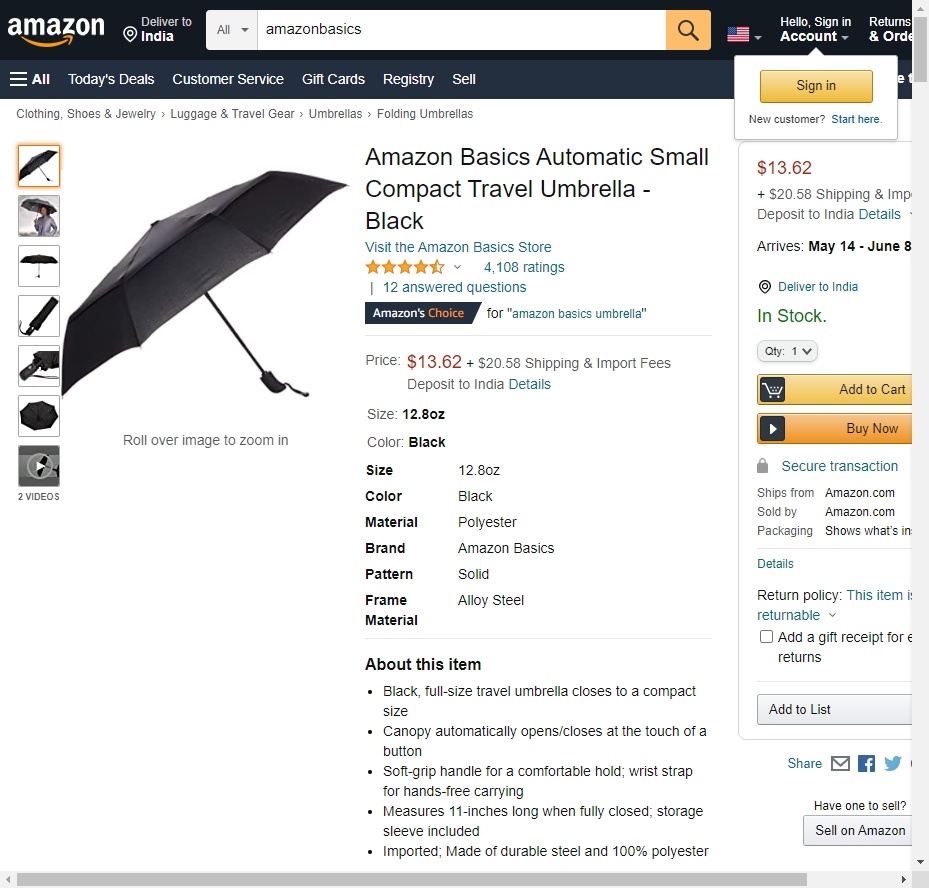 amazon
Deliver to
India
All
amazonbasics
Hello, Sign in
Account
Returns
& Orde
All
Today's Deals
Customer Service
Gift Cards
Registry
Sell
Sign in
New customer? Start here.
Clothing, Shoes & Jewelry › Luggage & Travel Gear › Umbrellas › Folding Umbrellas
2 VIDEOS
Roll over image to zoom in
Amazon Basics Automatic Small
Compact Travel Umbrella -
Black
Visit the Amazon Basics Store
4,108 ratings
| 12 answered questions
Amazon's Choice for "amazon basics umbrella"
Price: $13.62 + $20.58 Shipping & Import Fees
Deposit to India Details
Size: 12.8oz
Color: Black
Size 12.8oz
Color Black
Material Polyester
Brand Amazon Basics
Pattern Solid
Frame Alloy Steel
Material
About this item
• Black, full-size travel umbrella closes to a compact
size
• Canopy automatically opens/closes at the touch of a
button
• Soft-grip handle for a comfortable hold; wrist strap
for hands-free carrying
• Measures 11-inches long when fully closed; storage
sleeve included
• Imported; Made of durable steel and 100% polyester
$13.62
+ $20.58 Shipping & Impo
Deposit to India Details
Arrives: May 14 - June 8
Deliver to India
In Stock.
Qty: 1
Add to Cart
Buy Now
Secure transaction
Ships from Amazon.com
Sold by Amazon.com
Packaging Shows what's in
Details
Return policy: This item is
returnable
Add a gift receipt for e
returns
Add to List
Share
Have one to sell?
Sell on Amazon